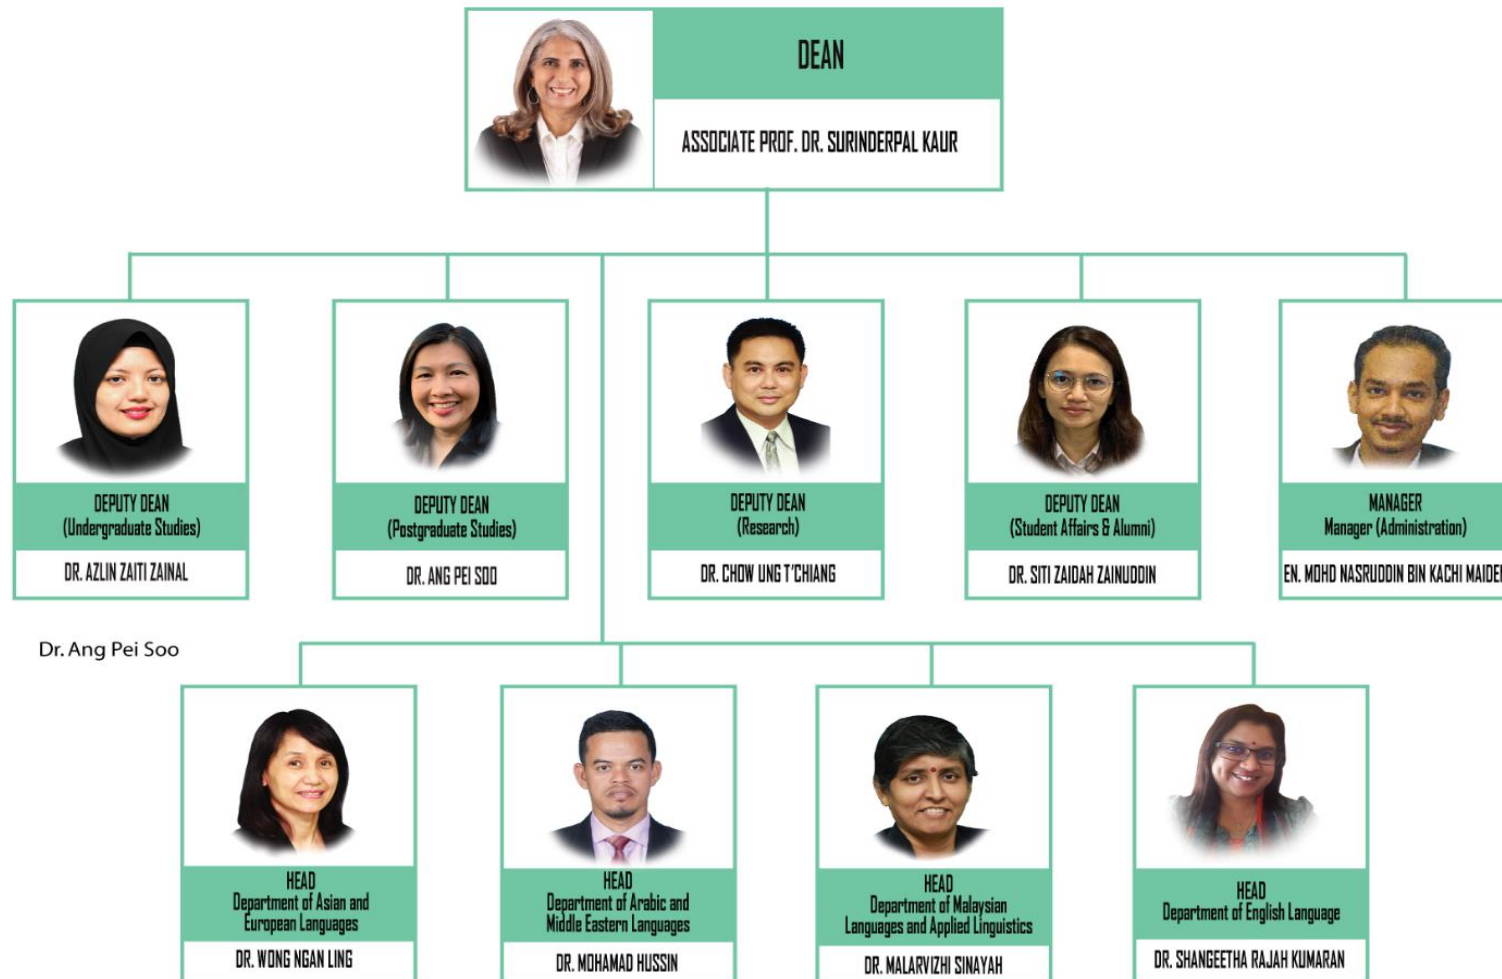 DEAN
ASSOCIATE PROF. DR. SURINDERPAL KAUR
DEPUTY DEAN
(Undergraduate Studies)
DR. AZLIN ZAITI ZAINAL
DEPUTY DEAN
(Postgraduate Studies)
DR. ANG PEI SOO
DEPUTY DEAN
(Research)
DR. CHOW UNG T'CHIANG
DEPUTY DEAN
(Student Affairs & Alumni)
DR. SITI ZAIDAH ZAINUDDIN
MANAGER
Manager (Administration)
EN. MOHD NASRUDDIN BIN KACHI MAIDEN
Dr. Ang Pei Soo
HEAD
Department of Asian and
European Languages
DR. WONG NGAN LING
HEAD
Department of Arabic and
Middle Eastern Languages
DR. MOHAMAD HUSSIN
HEAD
Department of Malaysian
Languages and Applied Linguistics
DR. MALARVIZHI SINAYAH
HEAD
Department of English Language
DR. SHANGEETHA RAJAH KUMARAN